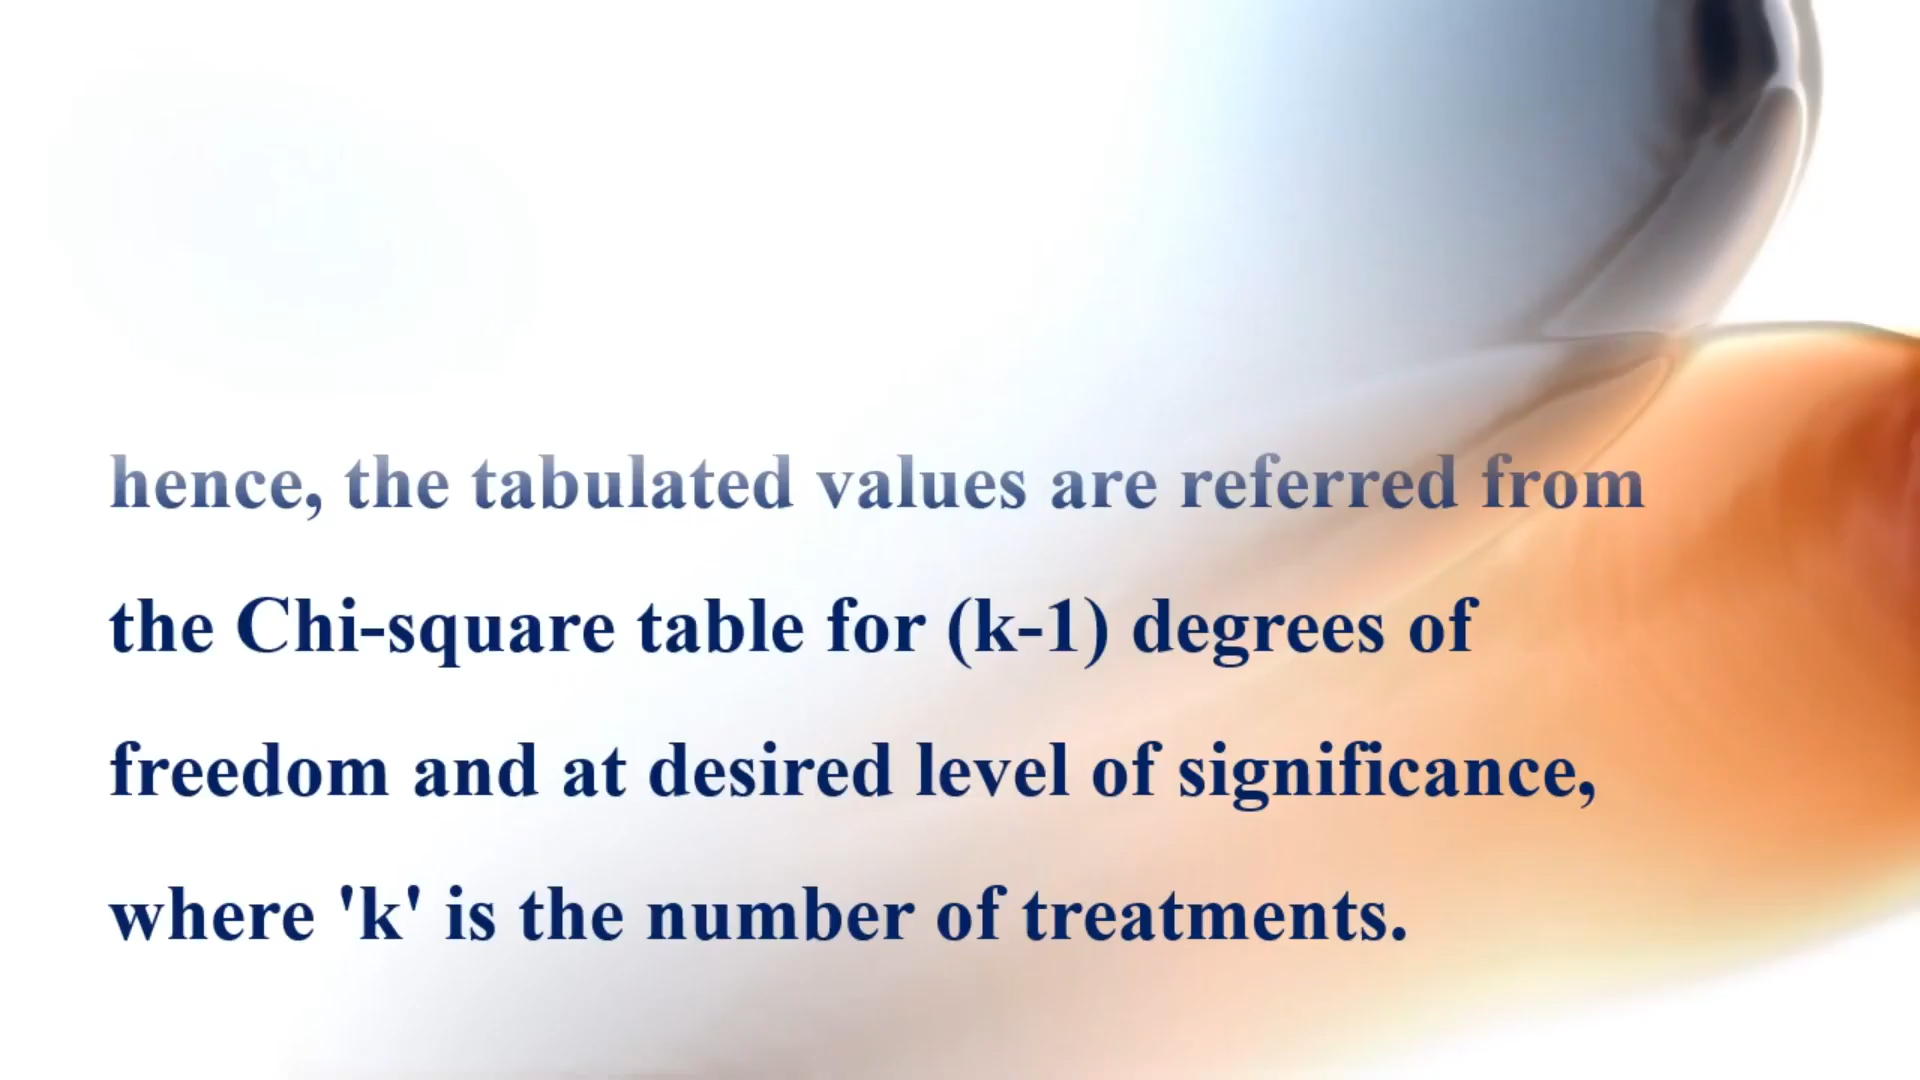 hence, the tabulated values are referred from
the Chi-square table for (k-1) degrees of
freedom and at desired level of significance,
where 'k' is the number of treatments.